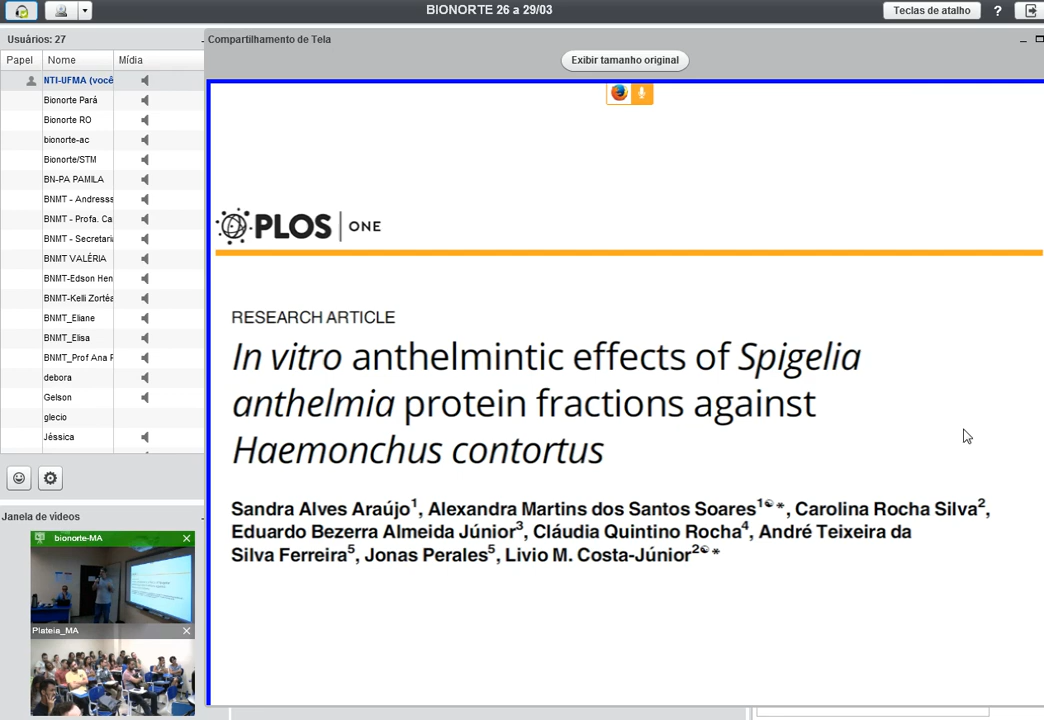 BIONORTE 26 a 29/03
Teclas de atalho
?
Usuários: 27
Compartilhamento de Tela
Papel Nome Mídia
Exibir tamanho original
NTI-UFMA (você
Bionorte Pará
Bionorte RO
bionorte-ac
Bionorte/STM
BN-PA PAMILA
BNMT - Andresss
BNMT - Profa. Ca
BNMT - Secretari
BNMT VALÉRIA
BNMT-Edson Hen
BNMT-Kelli Zortéa
BNMT_Eliane
BNMT_Elisa
BNMT_Prof Ana P
debora
Gelson
glecio
Jéssica
PLOS ONE
RESEARCH ARTICLE
In vitro anthelmintic effects of Spigelia
anthelmia protein fractions against
Haemonchus contortus
Sandra Alves Araújo1, Alexandra Martins dos Santos Soares1☯*, Carolina Rocha Silva2,
Eduardo Bezerra Almeida Júnior3, Cláudia Quintino Rocha4, André Teixeira da
Silva Ferreira5, Jonas Perales5, Livio M. Costa-Júnior2☯*
Janela de videos
bionorte-MA
Plateia_MA